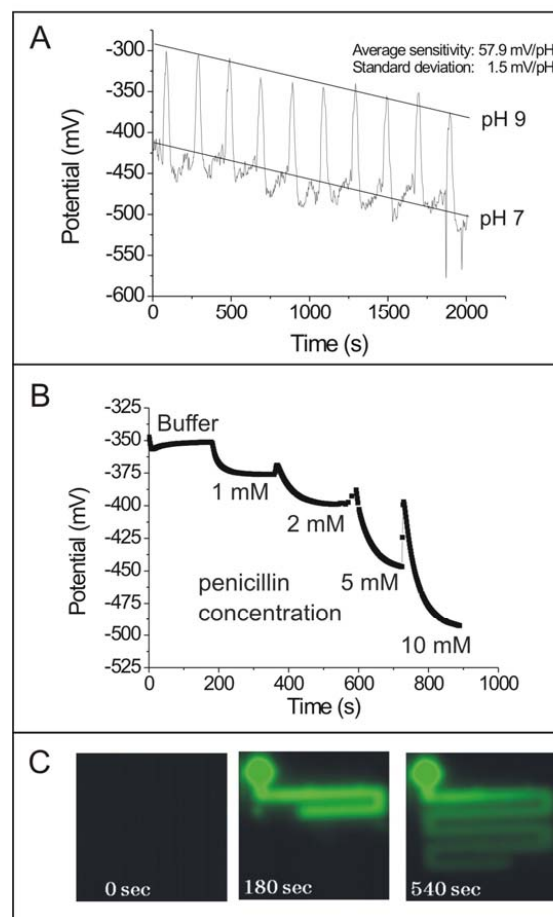 A
Average sensitivity: 57.9 mV/pH
Standard deviation: 1.5 mV/pH
-300
-350
-400
-450
-500
-550
-600
Potential (mV)
pH 9
pH 7
0
500
1000
1500
2000
Time (s)
B
-325
-350
-375
-400
-425
-450
-475
-500
-525
Potential (mV)
Buffer
1 mM
2 mM
5 mM
10 mM
penicillin
concentration
0
200
400
600
800
1000
Time (s)
C
0 sec
180 sec
540 sec